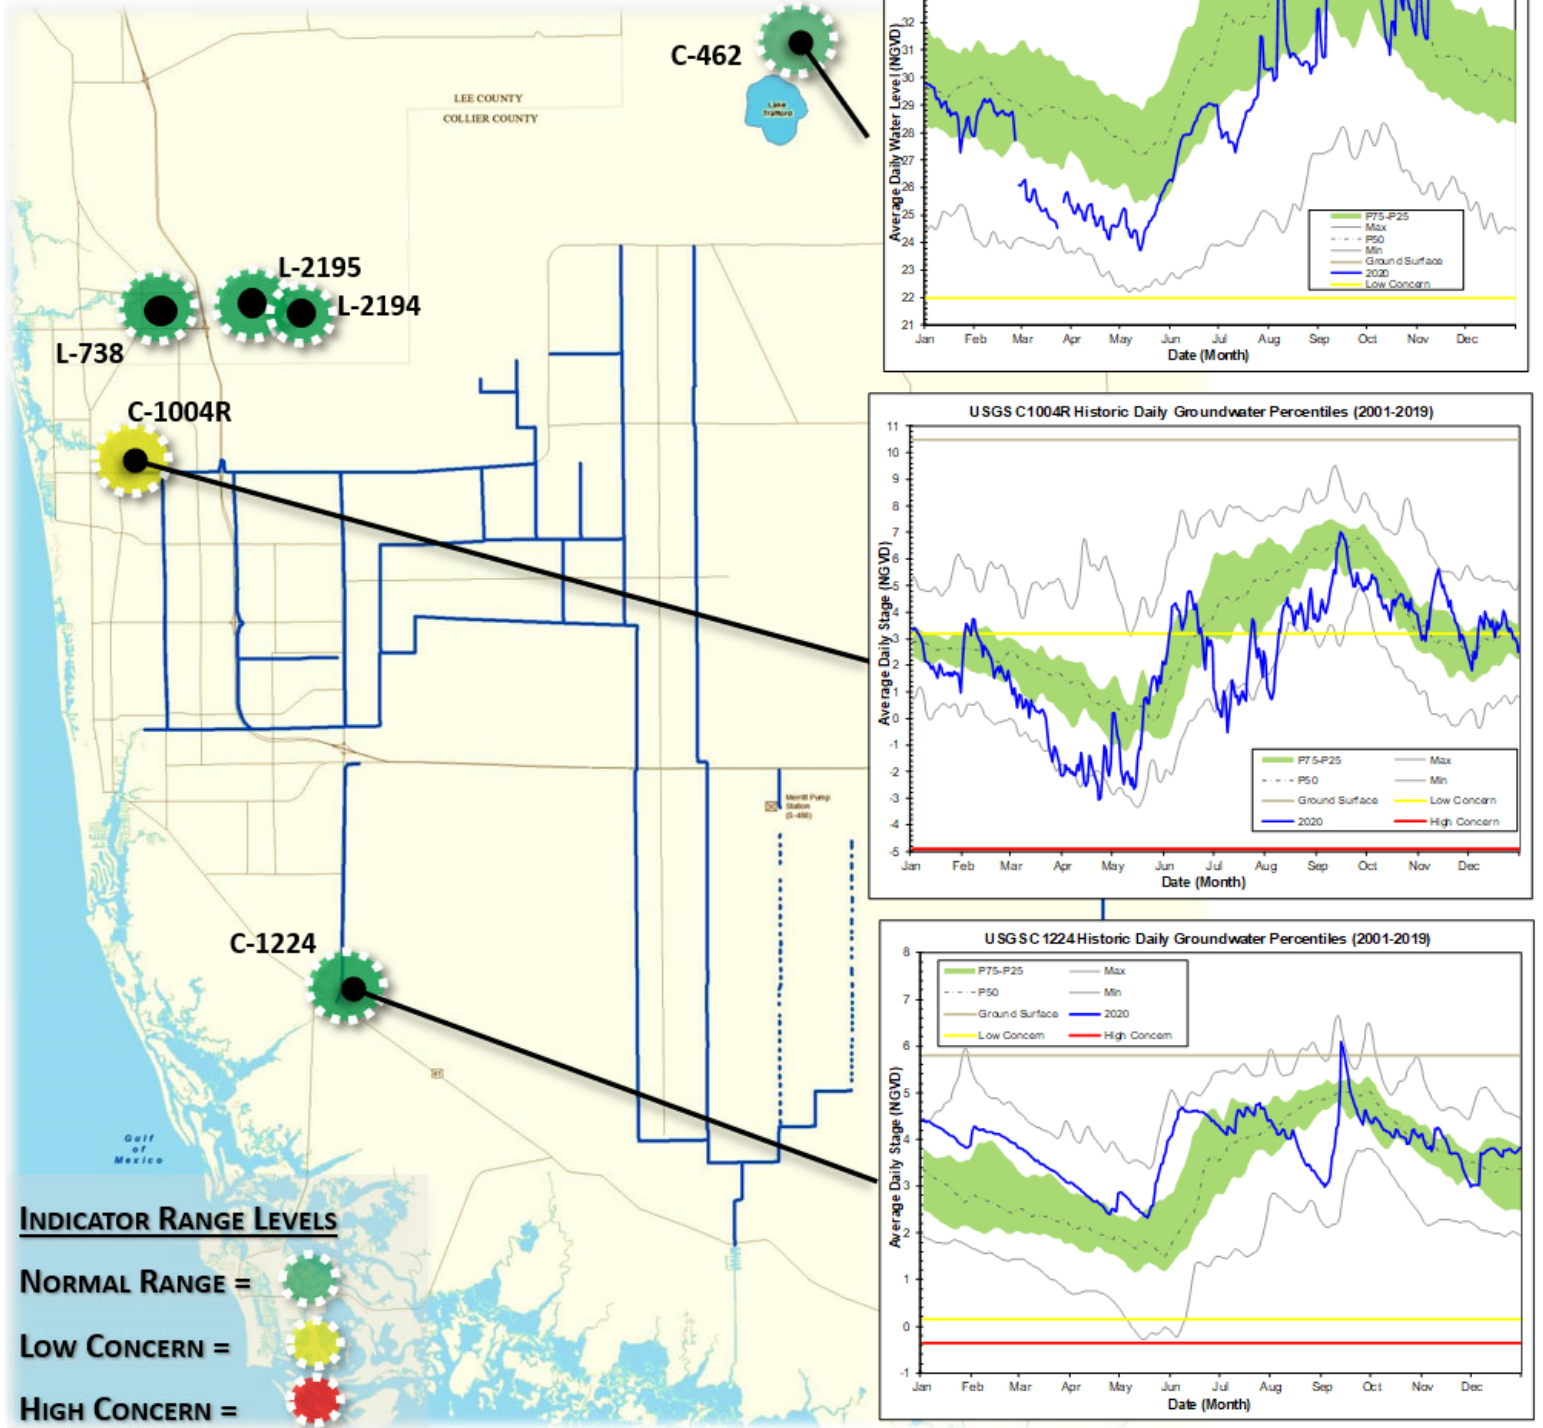 C-462
Lake
Trafford
LEE COUNTY
COLLIER COUNTY
L-2195
L-2194
L-738
C-1004R
C-1224
Merritt Pump
Station
(S-488)
41
Gulf
of
Mexico
INDICATOR RANGE LEVELS
NORMAL RANGE =
LOW CONCERN =
HIGH CONCERN =
Average Daily Water Level (NGVD)
32
31
30
29
28
27
26
25
24
23
22
21
P75-P25
Max
P50
Min
Ground Surface
2020
Low Concern
Jan Feb Mar Apr May Jun Jul Aug Sep Oct Nov Dec
Date (Month)
USGS C1004R Historic Daily Groundwater Percentiles (2001-2019)
Average Daily Stage (NGVD)
11
10
9
8
7
6
5
4
3
2
1
0
-1
-2
-3
-4
-5
P75-P25 Max
P50 Min
Ground Surface Low Concern
2020 High Concern
Jan Feb Mar Apr May Jun Jul Aug Sep Oct Nov Dec
Date (Month)
USGS C1224 Historic Daily Groundwater Percentiles (2001-2019)
Average Daily Stage (NGVD)
8
7
6
5
4
3
2
1
0
-1
P75-P25 Max
P50 Min
Ground Surface 2020
Low Concern High Concern
Jan Feb Mar Apr May Jun Jul Aug Sep Oct Nov Dec
Date (Month)